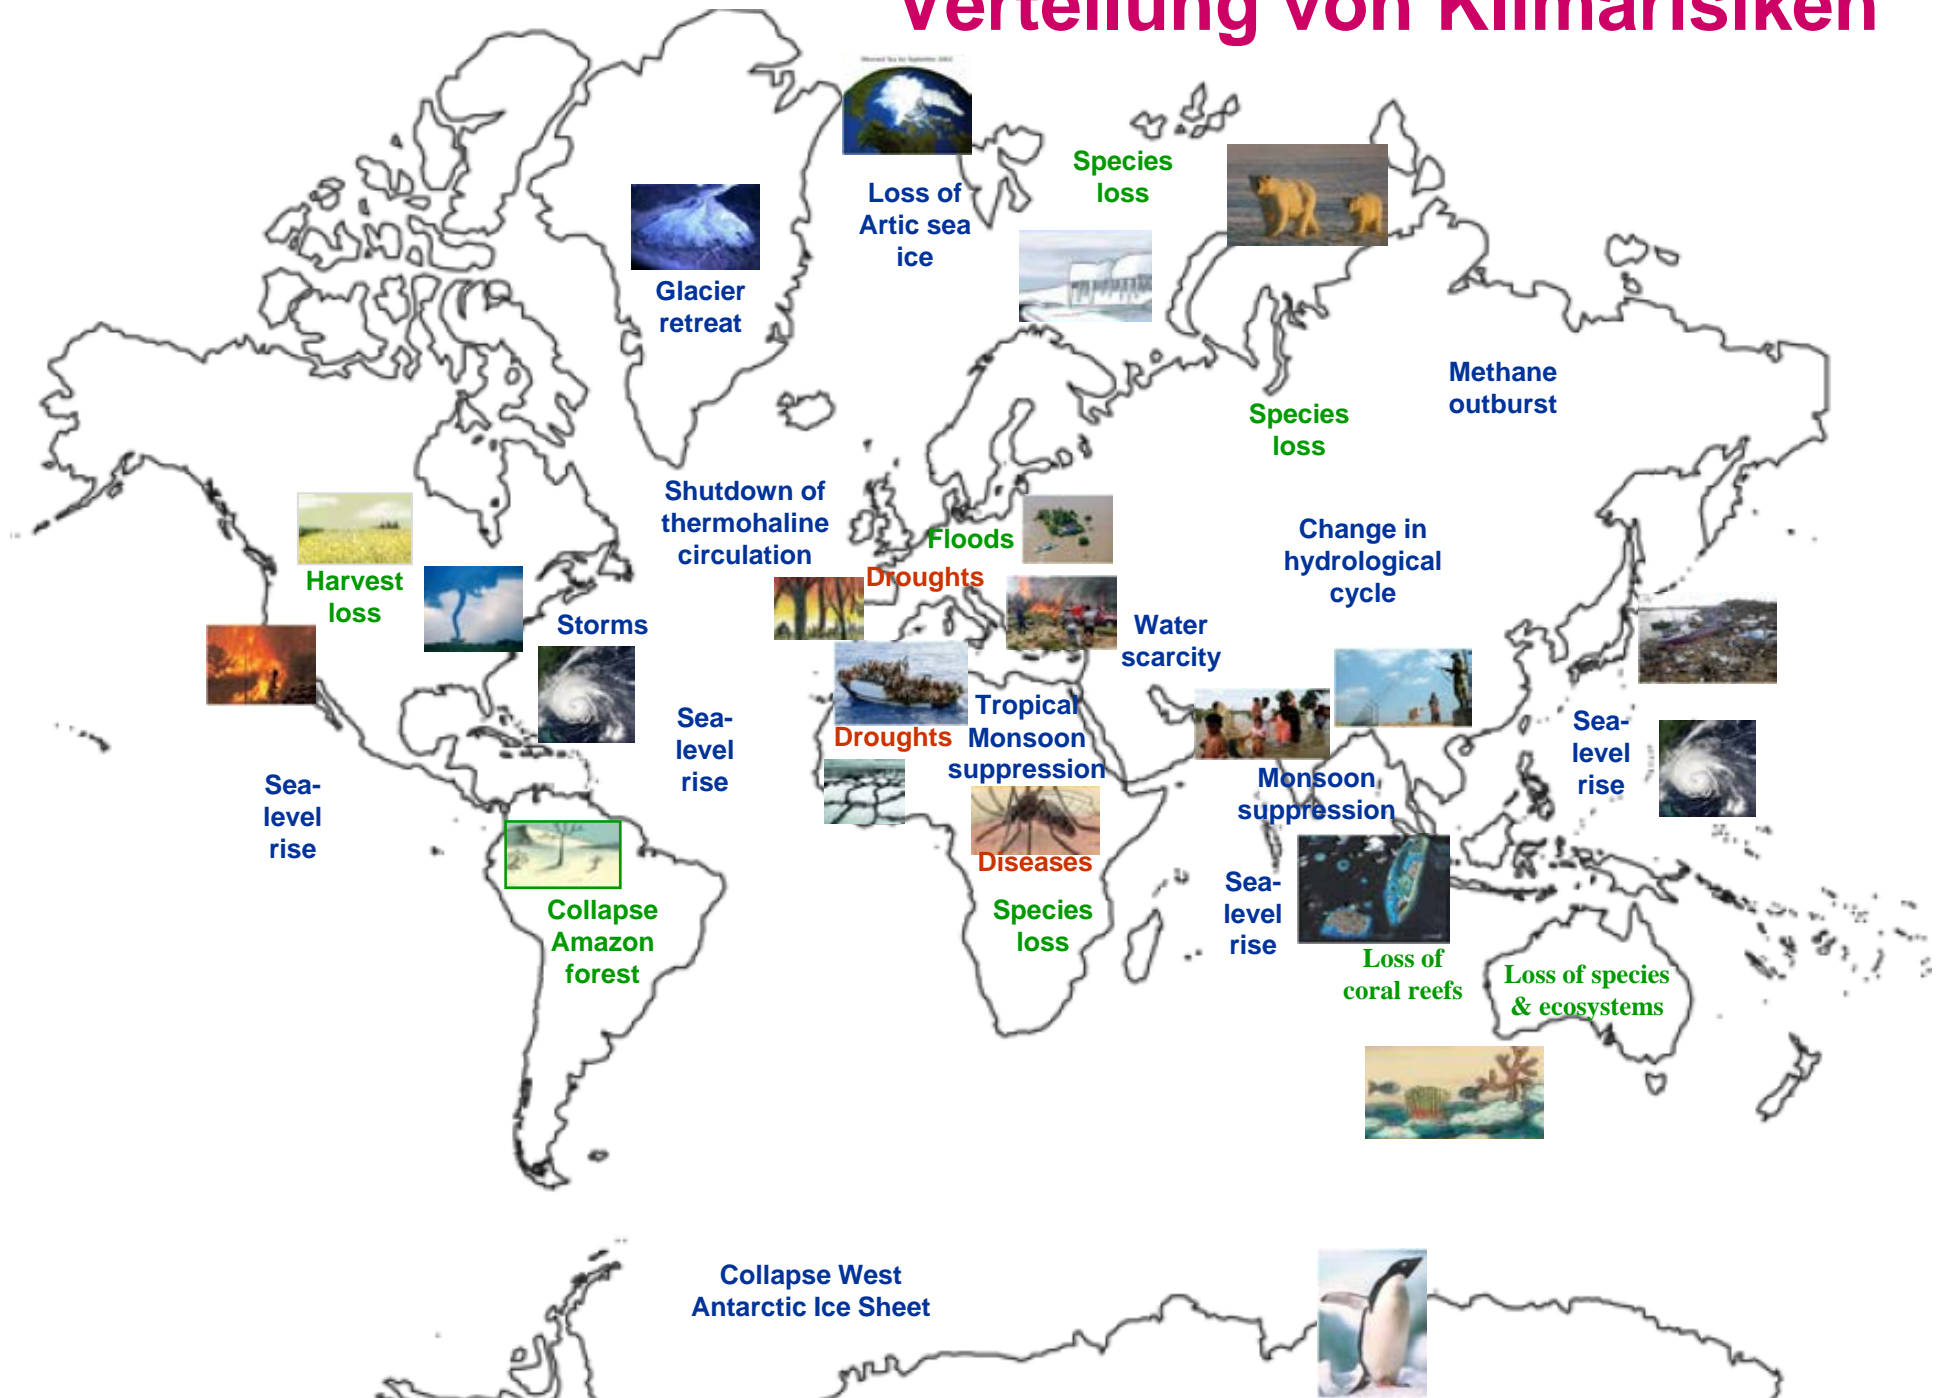 Verteilung von Klimarisiken
Species
loss
Loss of
Artic sea
ice
Glacier
retreat
Methane
outburst
Species
loss
Shutdown of
thermohaline
circulation
Floods
Droughts
Change in
hydrological
cycle
Harvest
loss
Storms
Water
scarcity
Sea-
level
rise
Droughts
Tropical
Monsoon
suppression
Sea-
level
rise
Sea-
level
rise
Monsoon
suppression
Diseases
Species
loss
Sea-
level
rise
Collapse
Amazon
forest
Loss of
coral reefs
Loss of species
& ecosystems
Collapse West
Antarctic Ice Sheet